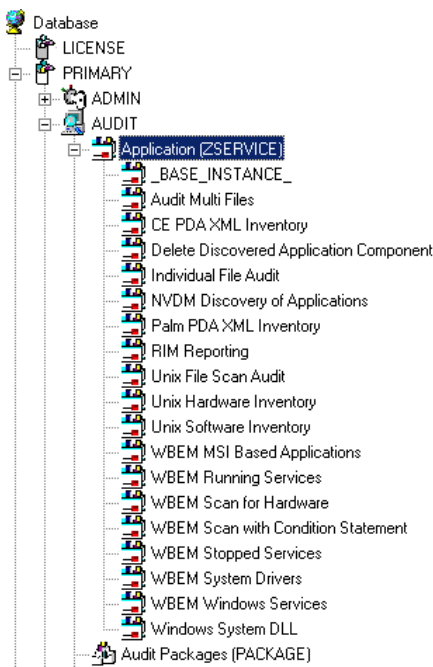 Database
LICENSE
PRIMARY
ADMIN
AUDIT
Application (ZSERVICE)
_BASE_INSTANCE_
Audit Multi Files
CE PDA XML Inventory
Delete Discovered Application Component
Individual File Audit
NVDM Discovery of Applications
Palm PDA XML Inventory
RIM Reporting
Unix File Scan Audit
Unix Hardware Inventory
Unix Software Inventory
WBEM MSI Based Applications
WBEM Running Services
WBEM Scan for Hardware
WBEM Scan with Condition Statement
WBEM Stopped Services
WBEM System Drivers
WBEM Windows Services
Windows System DLL
Audit Packages (PACKAGE)